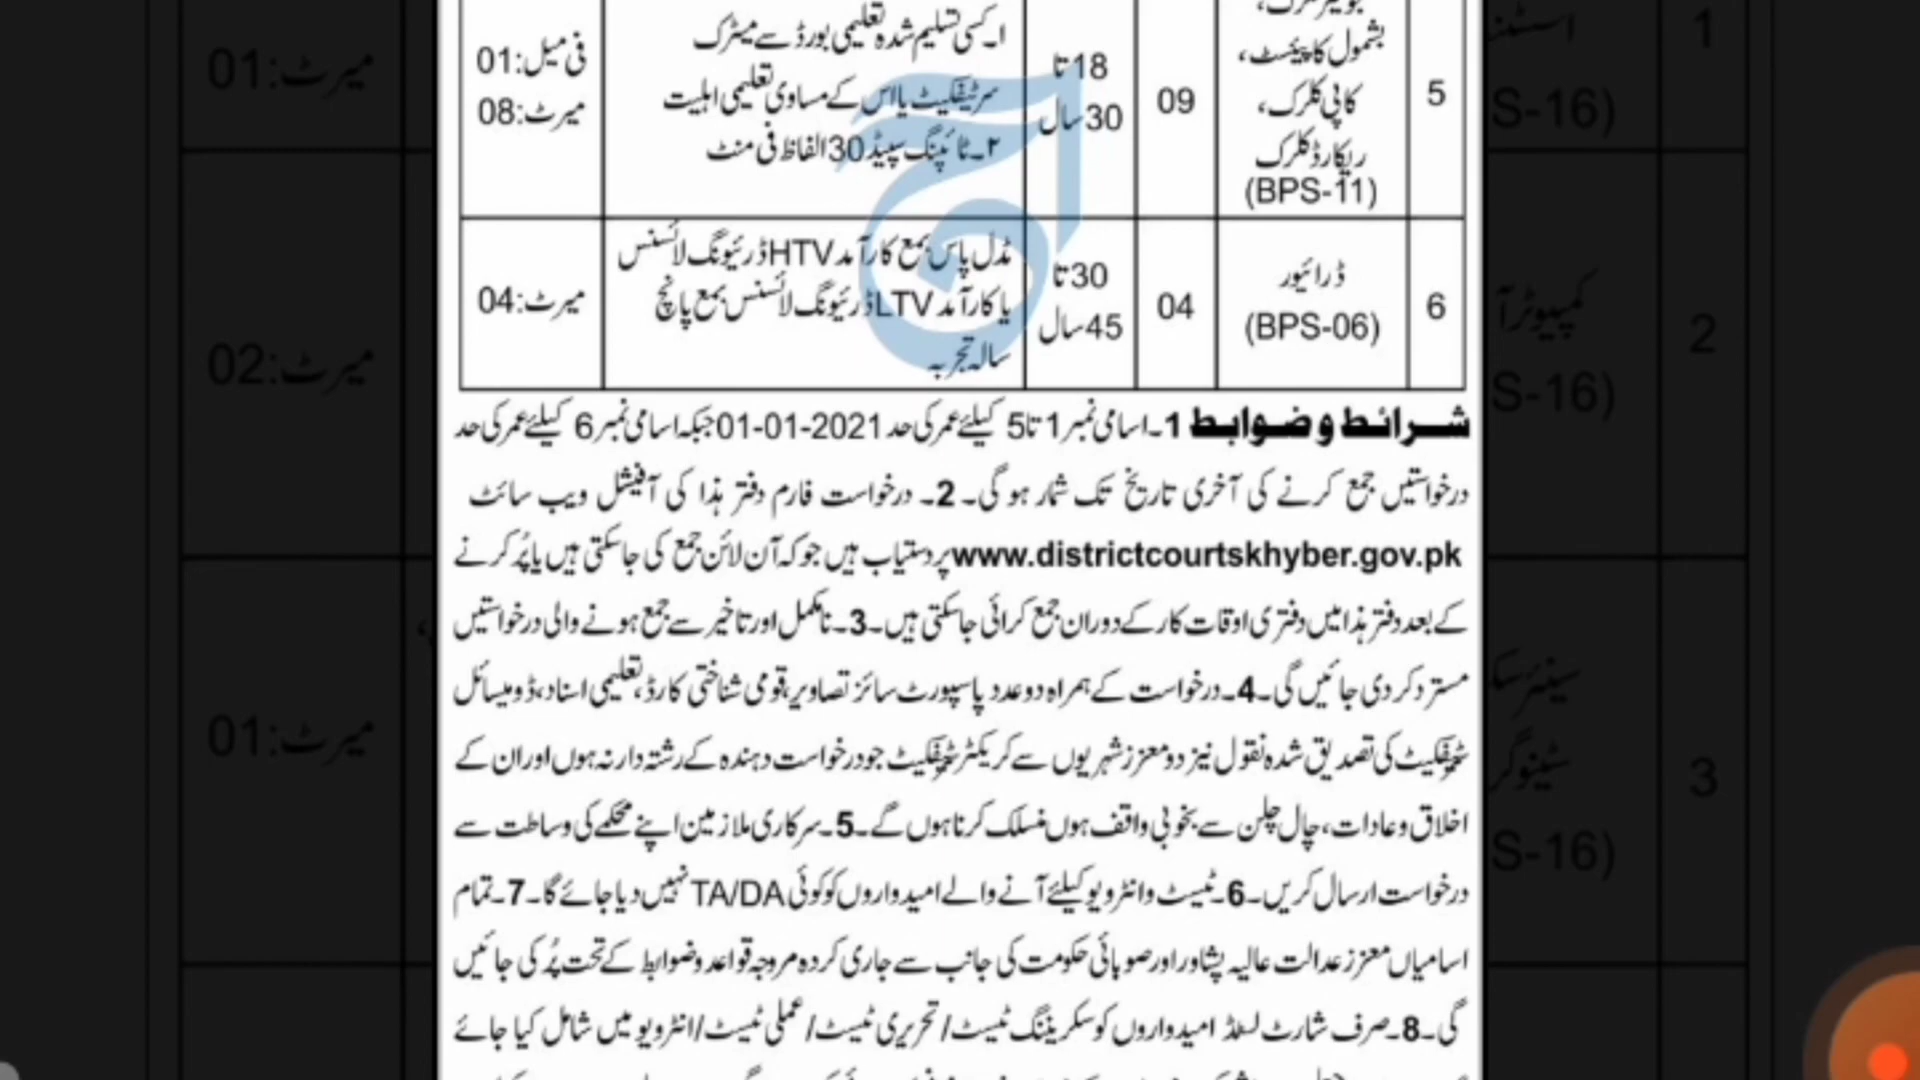 5
جونیئر کلرک،
بشمول کاپیئسٹ،
کاپی کلرک،
ریکارڈ کلرک
(BPS-11)
09
18 تا
30 سال
۱۔ کسی تسلیم شدہ تعلیمی بورڈ سے میٹرک
سرٹیفکیٹ یا اس کے مساوی تعلیمی اہلیت
۲۔ ٹائپنگ سپیڈ 30 الفاظ فی منٹ
فی میل: 01
میرٹ: 08
6
ڈرائیور
(BPS-06)
04
30 تا
45 سال
مڈل پاس بمع کارآمد HTV ڈرئیونگ لائسنس
یا کارآمد LTV ڈرئیونگ لائسنس بمع پانچ
سالہ تجربہ
میرٹ: 04
شرائط و ضوابط 1۔ اسامی نمبر 1 تا 5 کیلئے عمر کی حد 2021-01-01 جبکہ اسامی نمبر 6 کیلئے عمر کی حد
درخواستیں جمع کرنے کی آخری تاریخ تک شمار ہو گی۔ 2۔ درخواست فارم دفتر ہذا کی آفیشل ویب سائٹ
www.districtcourtskhyber.gov.pk پر دستیاب ہیں جو کہ آن لائن جمع کی جاسکتی ہیں یا پُر کرنے
کے بعد دفتر ہذا میں دفتری اوقات کار کے دوران جمع کرائی جاسکتی ہیں۔ 3۔ نامکمل اور تاخیر سے جمع ہونے والی درخواستیں
مسترد کر دی جائیں گی۔ 4۔ درخواست کے ہمراہ دو عدد پاسپورٹ سائز تصاویر، قومی شناختی کارڈ، تعلیمی اسناد، ڈومیسائل
سرٹیفکیٹ کی تصدیق شدہ نقول نیز دو معزز شہریوں سے کریکٹر سرٹیفکیٹ جو درخواست دہندہ کے رشتہ دار نہ ہوں اور ان کے
اخلاق و عادات، چال چلن سے بخوبی واقف ہوں منسلک کرنا ہوں گے۔ 5۔ سرکاری ملازمین اپنے محکمے کی وساطت سے
درخواست ارسال کریں۔ 6۔ ٹیسٹ و انٹرویو کیلئے آنے والے امیدواروں کو کوئی TA/DA نہیں دیا جائے گا۔ 7۔ تمام
اسامیاں معزز عدالت عالیہ پشاور اور صوبائی حکومت کی جانب سے جاری کردہ مروجہ قواعد و ضوابط کے تحت پُر کی جائیں
گی۔ 8۔ صرف شارٹ لسٹڈ امیدواروں کو سکریننگ ٹیسٹ/ تحریری ٹیسٹ/ عملی ٹیسٹ/ انٹرویو میں شامل کیا جائے
1
میرٹ: 01
S-16)
2
میرٹ: 02
S-16)
3
میرٹ: 01
S-16)